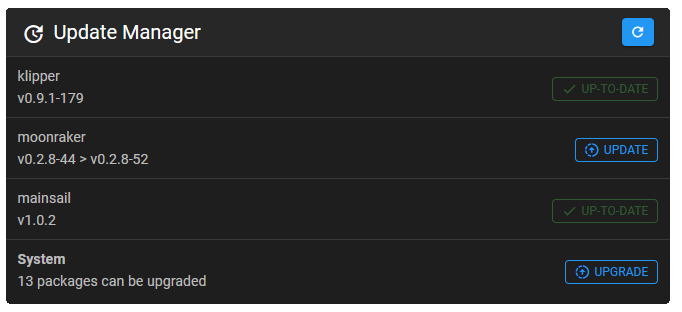 Update Manager
klipper
v0.9.1-179
UP-TO-DATE
moonraker
v0.2.8-44 > v0.2.8-52
UPDATE
mainsail
v1.0.2
UP-TO-DATE
System
13 packages can be upgraded
UPGRADE